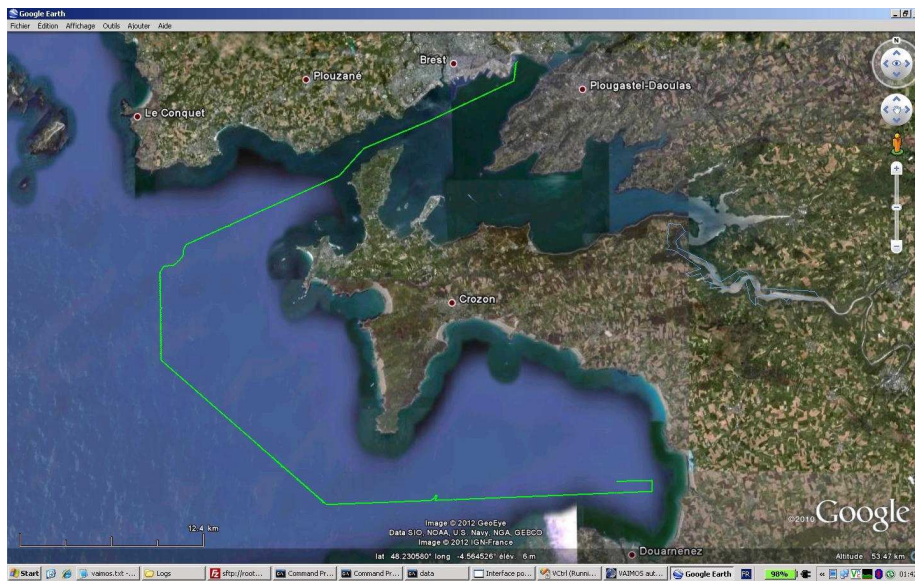 Google Earth
Fichier Édition Affichage Outils Ajouter Aide
N
Brest
Plouzané
Plougastel-Daoulas
Le Conquet
Crozon
12.4 km
Image © 2012 GeoEye
Data SIO, NOAA, U.S. Navy, NGA, GEBCO
Image © 2012 IGN-France
©2010 Google
Douarnenez
lat 48.230580° long -4.564526° élév. 6 m
Altitude 53.47 km
Start vaimos.txt -... Logs sftp://root... Command Pr... Command Pr... data Interface po... VCtrl (Runni... VAIMOS aut... Google Earth FR 98% «